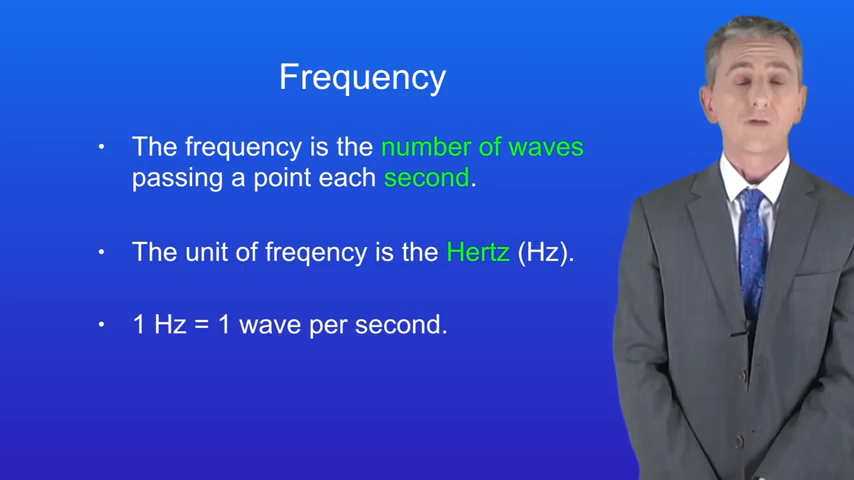 Frequency
• The frequency is the number of waves
passing a point each second.
• The unit of freqency is the Hertz (Hz).
• 1 Hz = 1 wave per second.